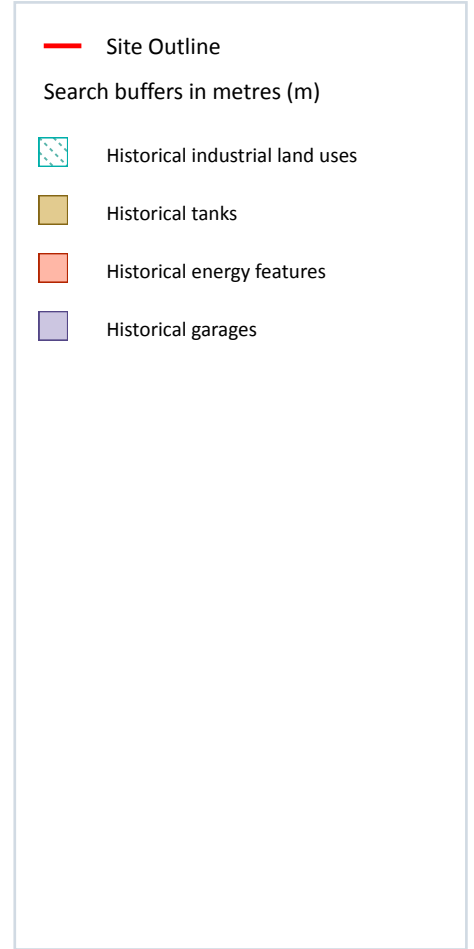 Site Outline
Search buffers in metres (m)
Historical industrial land uses
Historical tanks
Historical energy features
Historical garages